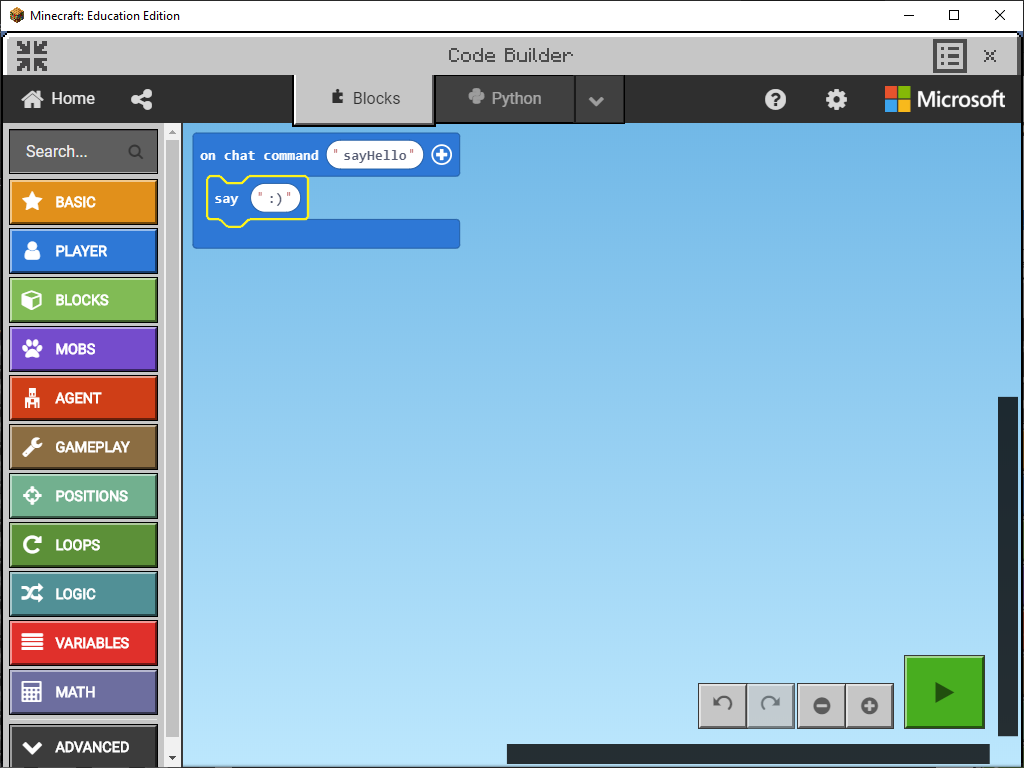 Minecraft: Education Edition
Code Builder
Home
Blocks
Python
Microsoft
Search...
BASIC
PLAYER
BLOCKS
MOBS
AGENT
GAMEPLAY
POSITIONS
LOOPS
LOGIC
VARIABLES
MATH
ADVANCED
on chat command "sayHello"
say ":)"